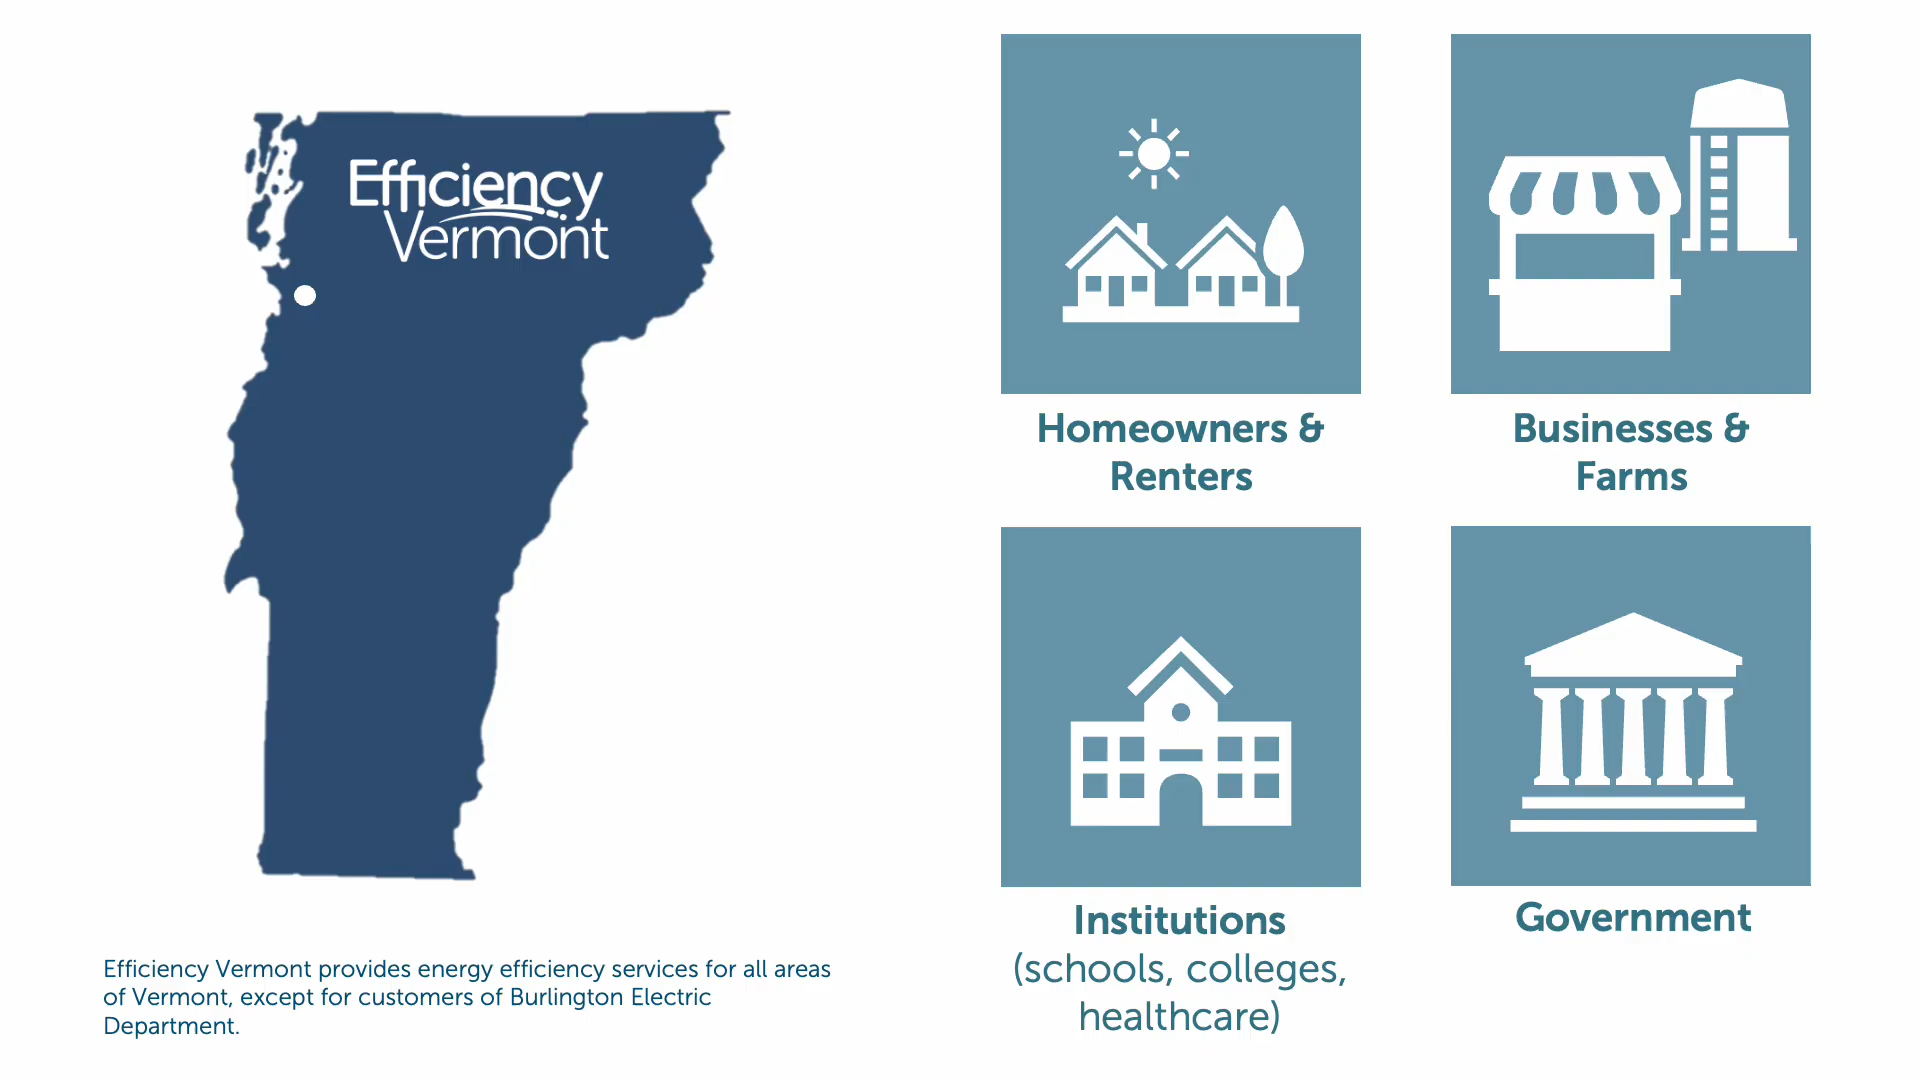 Efficiency
Vermont
Efficiency Vermont provides energy efficiency services for all areas
of Vermont, except for customers of Burlington Electric
Department.
Homeowners &
Renters
Businesses &
Farms
Institutions
(schools, colleges,
healthcare)
Government